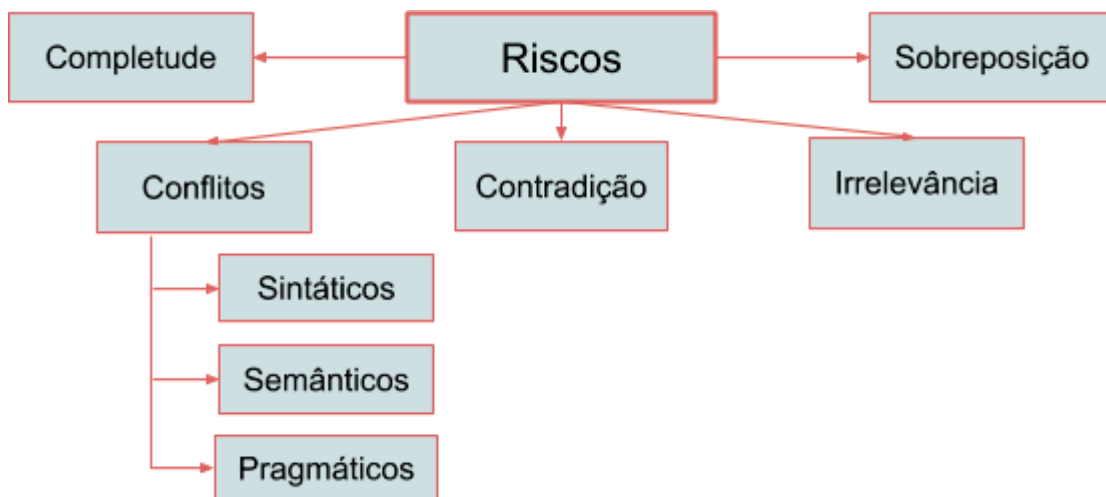 Completude
Riscos
Sobreposição
Conflitos
Contradição
Irrelevância
Sintáticos
Semânticos
Pragmáticos